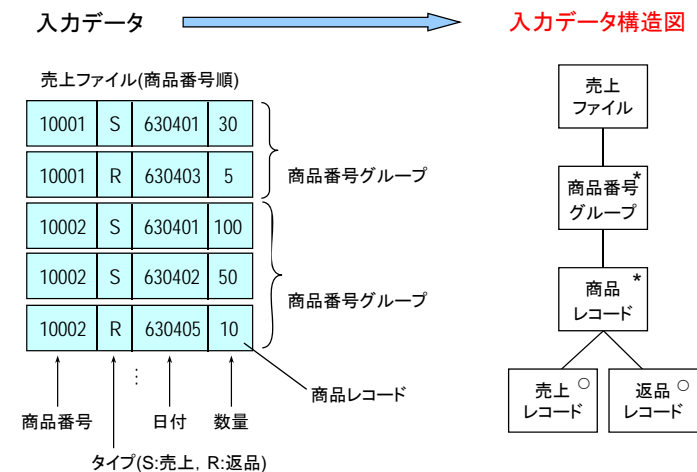 入力データ
入力データ構造図
売上ファイル(商品番号順)
10001 S 630401 30
10001 R 630403 5
10002 S 630401 100
10002 S 630402 50
10002 R 630405 10
商品番号グループ
商品番号グループ
商品レコード
商品番号
日付
数量
タイプ(S:売上, R:返品)
売上
ファイル
商品番号*
グループ
商品*
レコード
売上○
レコード
返品○
レコード